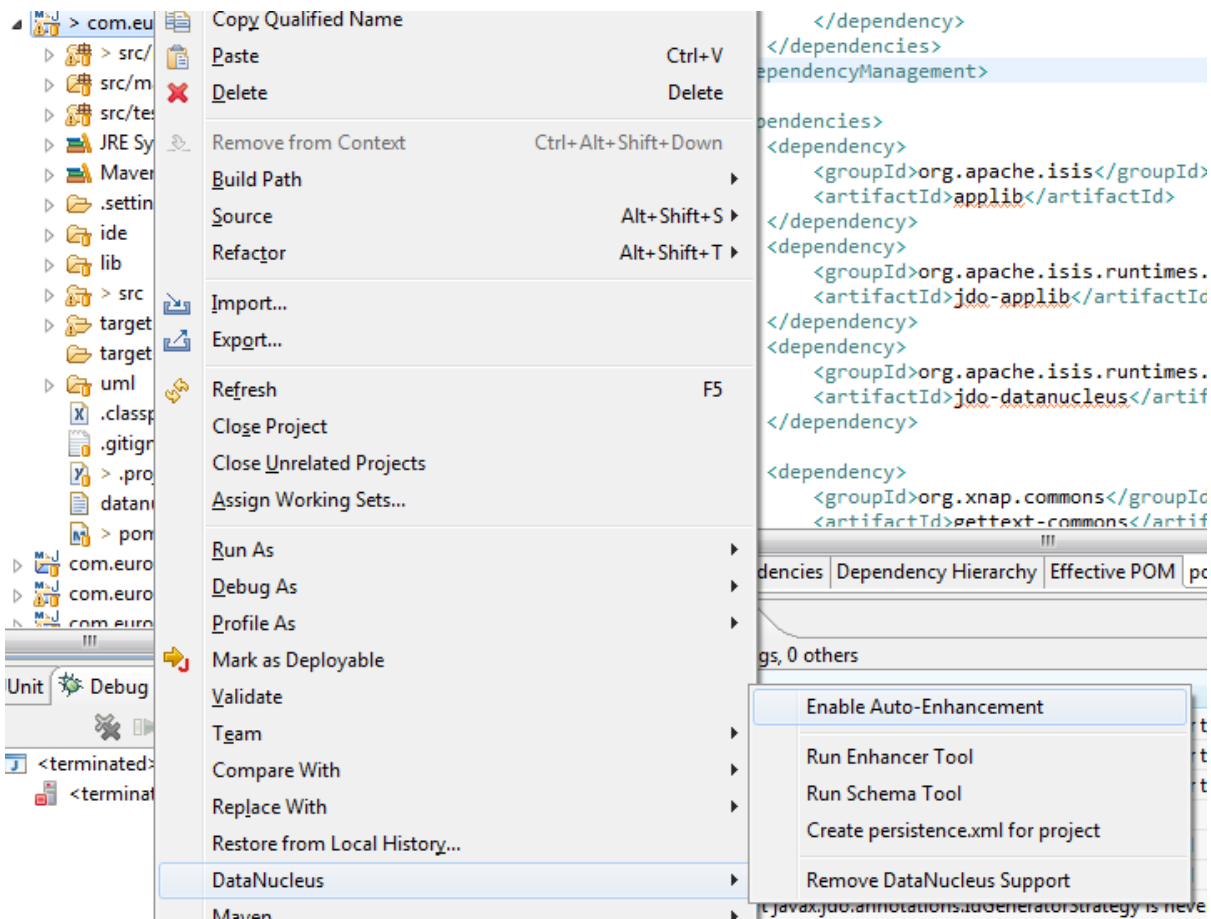 > com.eu
> src/
src/m
src/tes
JRE Sy
Maven
.settin
ide
lib
> src
target
target
uml
.classp
.gitign
> .pro
datanu
> pom
com.euro
com.euro
com.euro
Unit
Debug
<terminated>
<terminat
Copy Qualified Name
Paste Ctrl+V
Delete Delete
Remove from Context Ctrl+Alt+Shift+Down
Build Path
Source Alt+Shift+S
Refactor Alt+Shift+T
Import...
Export...
Refresh F5
Close Project
Close Unrelated Projects
Assign Working Sets...
Run As
Debug As
Profile As
Mark as Deployable
Validate
Team
Compare With
Replace With
Restore from Local History...
DataNucleus
Maven
Enable Auto-Enhancement
Run Enhancer Tool
Run Schema Tool
Create persistence.xml for project
Remove DataNucleus Support
</dependency>
</dependencies>
ependencyManagement>
pendencies>
<dependency>
<groupId>org.apache.isis</groupId>
<artifactId>applib</artifactId>
</dependency>
<dependency>
<groupId>org.apache.isis.runtimes.
<artifactId>jdo-applib</artifactId
</dependency>
<dependency>
<groupId>org.apache.isis.runtimes.
<artifactId>jdo-datanucleus</artif
</dependency>
<dependency>
<groupId>org.xnap.commons</groupId
<artifactId>gettext-commons</artif
dencies Dependency Hierarchy Effective POM po
gs, 0 others
r t
r t
r t
t javax.jdo.annotations.IdGeneratorStrategy is neve